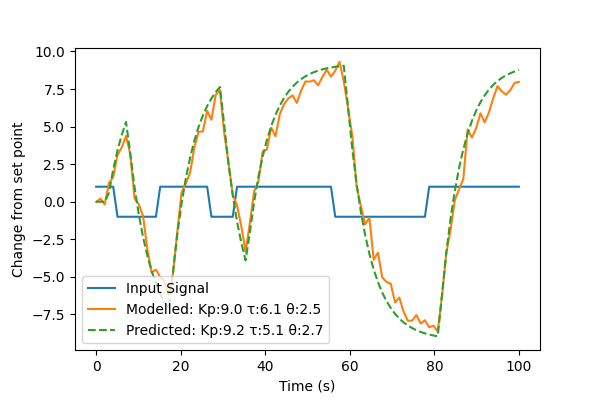 10.0
7.5
5.0
2.5
0.0
−2.5
−5.0
−7.5
Change from set point
Input Signal
Modelled: Kp:9.0 τ:6.1 θ:2.5
Predicted: Kp:9.2 τ:5.1 θ:2.7
0 20 40 60 80 100
Time (s)